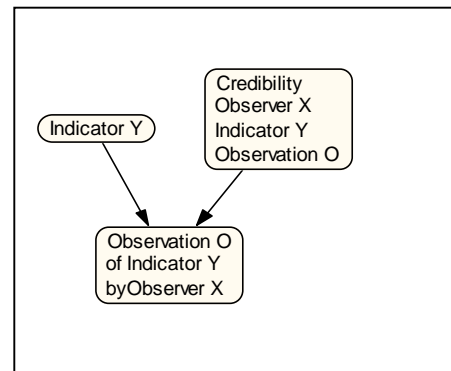 Indicator Y
Credibility
Observer X
Indicator Y
Observation O
Observation O
of Indicator Y
byObserver X